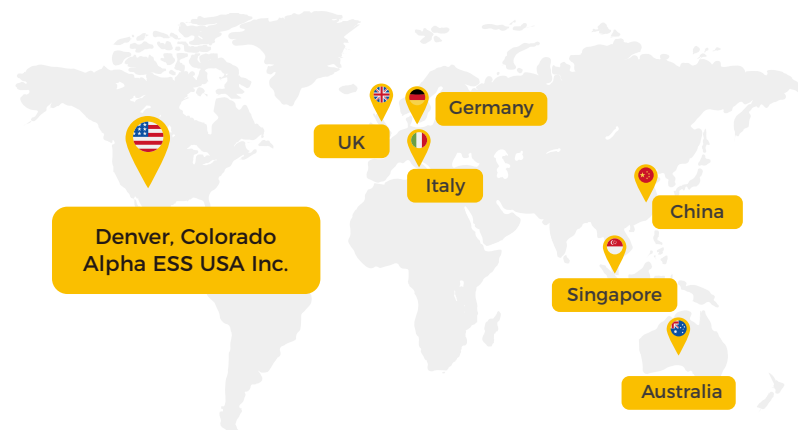 Germany
UK
Italy
China
Denver, Colorado
Alpha ESS USA Inc.
Singapore
Australia